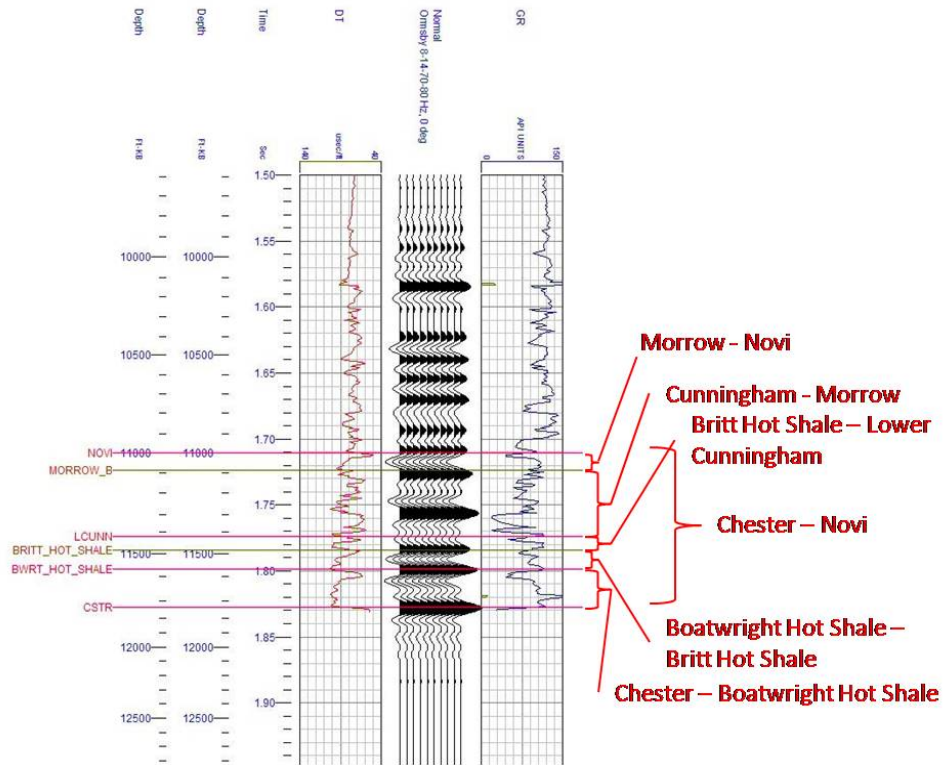 Depth
Depth
Time
DT
Normal
Ormsby 8-14-70-80 Hz, 0 deg
GR
Ft-KB
Ft-KB
Sec
usec/ft
API UNITS
140
40
0
150
1.50
1.55
10000
10000
1.60
10500
10500
1.65
1.70
NOVI
11000
11000
MORROW_B
1.75
LCUNN
BRITT_HOT_SHALE
11500
11500
BWRT_HOT_SHALE
1.80
CSTR
1.85
12000
12000
1.90
12500
12500
Morrow - Novi
Cunningham - Morrow
Britt Hot Shale – Lower
Cunningham
Chester – Novi
Boatwright Hot Shale –
Britt Hot Shale
Chester – Boatwright Hot Shale